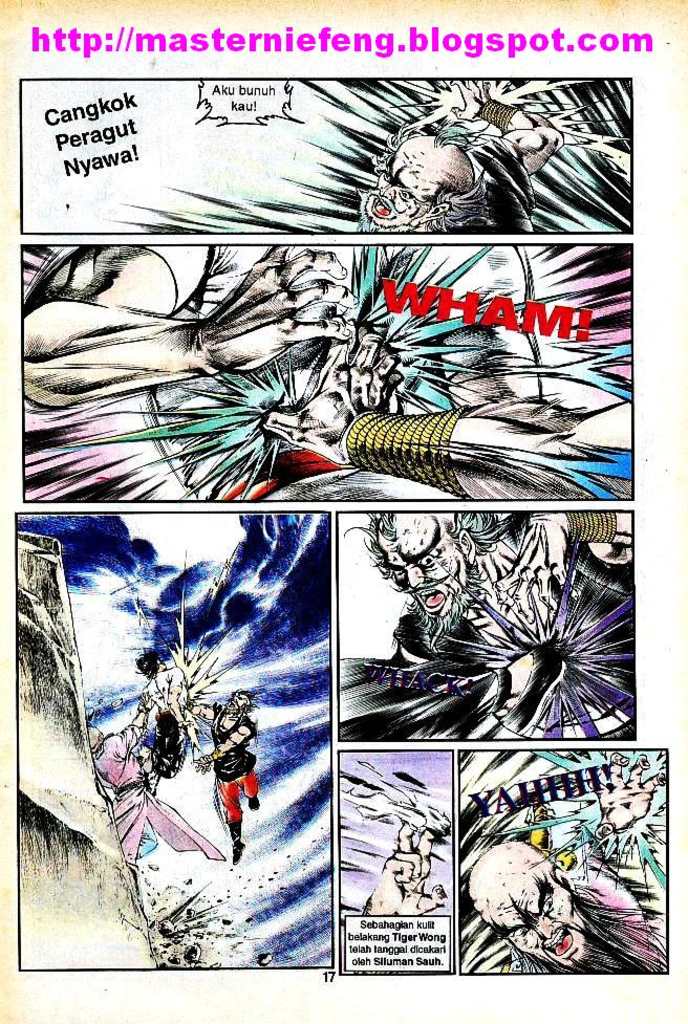 http://masterniefeng.blogspot.com
Cangkok
Peragut
Nyawa!
Aku bunuh
kau!
WHAM!
WHACK!
YAHHH!
Sebahagian kulit
belakang Tiger Wong
telah tanggal dicakari
oleh Siluman Sauh.
17